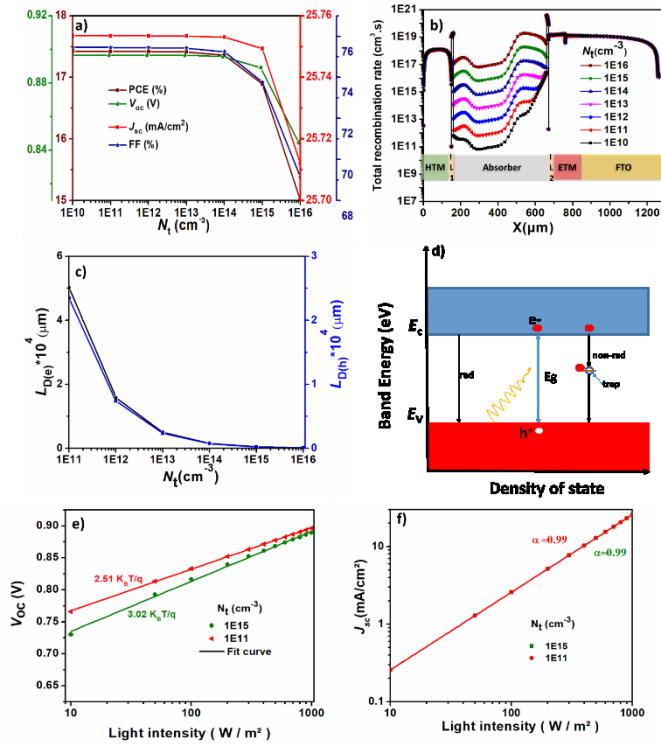 a)
0.92
0.88
0.84
18
17
16
15
25.76
25.74
25.72
25.70
76
74
72
70
68
PCE (%)
Voc (V)
Jsc (mA/cm²)
FF (%)
1E10 1E11 1E12 1E13 1E14 1E15 1E16
Nt (cm⁻³)
b)
Total recombination rate (cm³.s)
1E21
1E19
1E17
1E15
1E13
1E11
1E9
1E7
Nt(cm⁻³)
1E16
1E15
1E14
1E13
1E12
1E11
1E10
HTM
1
Absorber
2
ETM
FTO
0 200 400 600 800 1000 1200
X(µm)
c)
LD(e)*10⁴ (µm)
6
4
2
0
LD(h)*10⁴ (µm)
3
2
1
0
1E11 1E12 1E13 1E14 1E15 1E16
Nt(cm⁻³)
d)
Band Energy (eV)
Ec
Ev
e-
rad
Eg
non-rad
trap
h⁺
Density of state
e)
VOC (V)
0.90
0.85
0.80
0.75
0.70
0.65
2.51 KBT/q
3.02 KBT/q
Nt (cm⁻³)
1E15
1E11
Fit curve
10 100 1000
Light intensity ( W / m² )
f)
Jsc(mA/cm²)
10
1
0.1
α=0.99
α=0.99
Nt (cm⁻³)
1E15
1E11
10 100 1000
Light intensity ( W / m² )